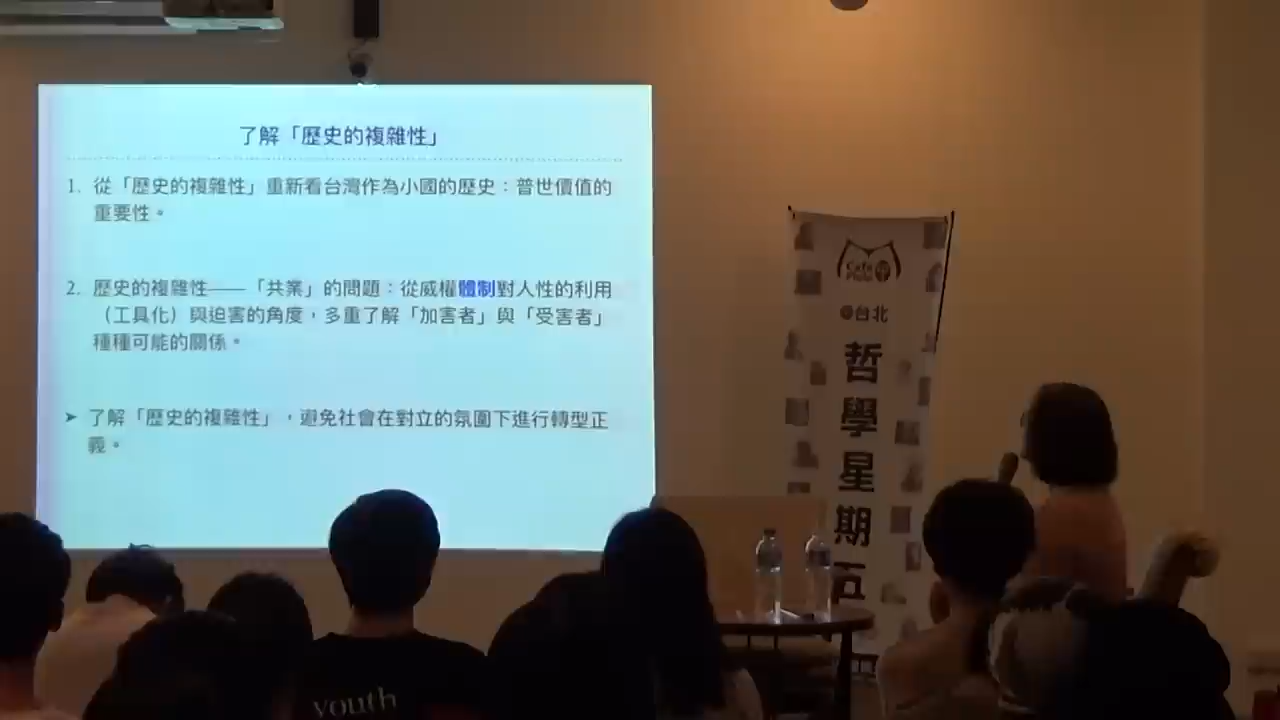 了解「歷史的複雜性」
1. 從「歷史的複雜性」重新看台灣作為小國的歷史：普世價值的
重要性。
2. 歷史的複雜性——「共業」的問題：從威權體制對人性的利用
（工具化）與迫害的角度，多重了解「加害者」與「受害者」
種種可能的關係。
➤ 了解「歷史的複雜性」，避免社會在對立的氛圍下進行轉型正
義。
Café
Philo
@台北
哲學星期五
youth